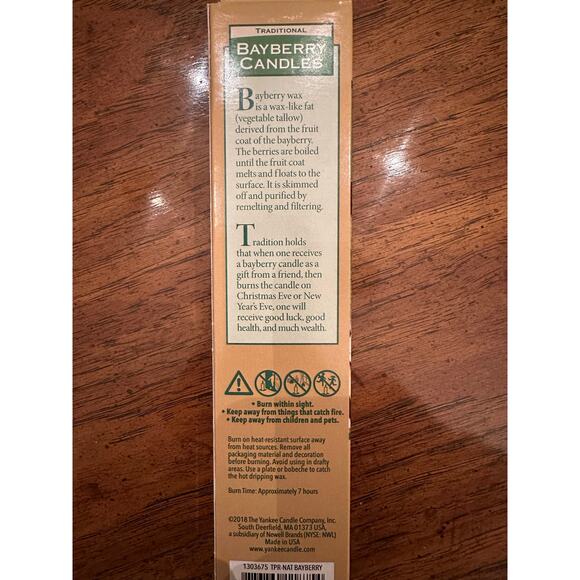 TRADITIONAL
BAYBERRY
CANDLES
Bayberry wax
is a wax-like fat
(vegetable tallow)
derived from the fruit
coat of the bayberry.
The berries are boiled
until the fruit coat
melts and floats to the
surface. It is skimmed
off and purified by
remelting and filtering.
Tradition holds
that when one receives
a bayberry candle as a
gift from a friend, then
burns the candle on
Christmas Eve or New
Year's Eve, one will
receive good luck, good
health, and much wealth.
• Burn within sight.
• Keep away from things that catch fire.
• Keep away from children and pets.
Burn on heat-resistant surface away
from heat sources. Remove all
packaging material and decoration
before burning. Avoid using in drafty
areas. Use a plate or bobeche to catch
the hot dripping wax.
Burn Time: Approximately 7 hours
©2018 The Yankee Candle Company, Inc.
South Deerfield, MA 01373 USA,
a subsidiary of Newell Brands (NYSE: NWL)
Made in USA
www.yankeecandle.com
1303675 TPR-NAT BAYBERRY